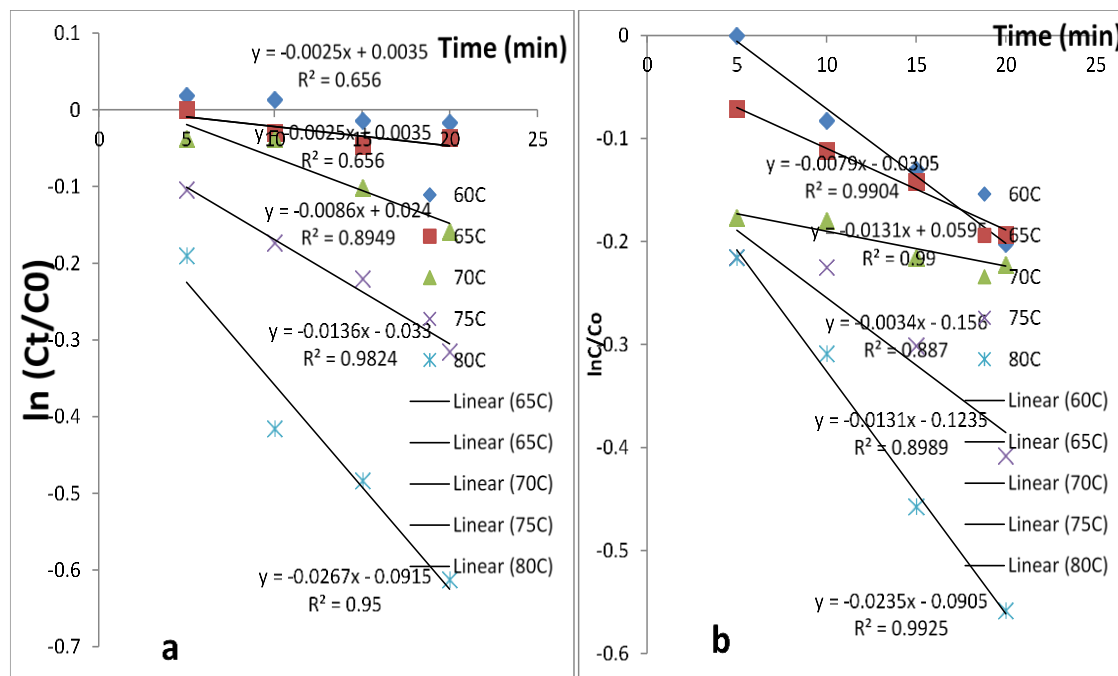 0.1
0
-0.1
-0.2
-0.3
-0.4
-0.5
-0.6
-0.7
0
5
10
15
20
25
ln (Ct/C0)
Time (min)
y = -0.0025x + 0.0035
R² = 0.656
y = -0.0025x + 0.0035
R² = 0.656
y = -0.0086x + 0.024
R² = 0.8949
y = -0.0136x - 0.033
R² = 0.9824
y = -0.0267x - 0.0915
R² = 0.95
60C
65C
70C
75C
80C
Linear (65C)
Linear (65C)
Linear (70C)
Linear (75C)
Linear (80C)
a
0
-0.1
-0.2
-0.3
-0.4
-0.5
-0.6
0
5
10
15
20
25
lnC/Co
Time (min)
y = -0.0079x - 0.0305
R² = 0.9904
y = -0.0131x + 0.059
R² = 0.99
y = -0.0034x - 0.156
R² = 0.887
y = -0.0131x - 0.1235
R² = 0.8989
y = -0.0235x - 0.0905
R² = 0.9925
60C
65C
70C
75C
80C
Linear (60C)
Linear (65C)
Linear (70C)
Linear (75C)
Linear (80C)
b